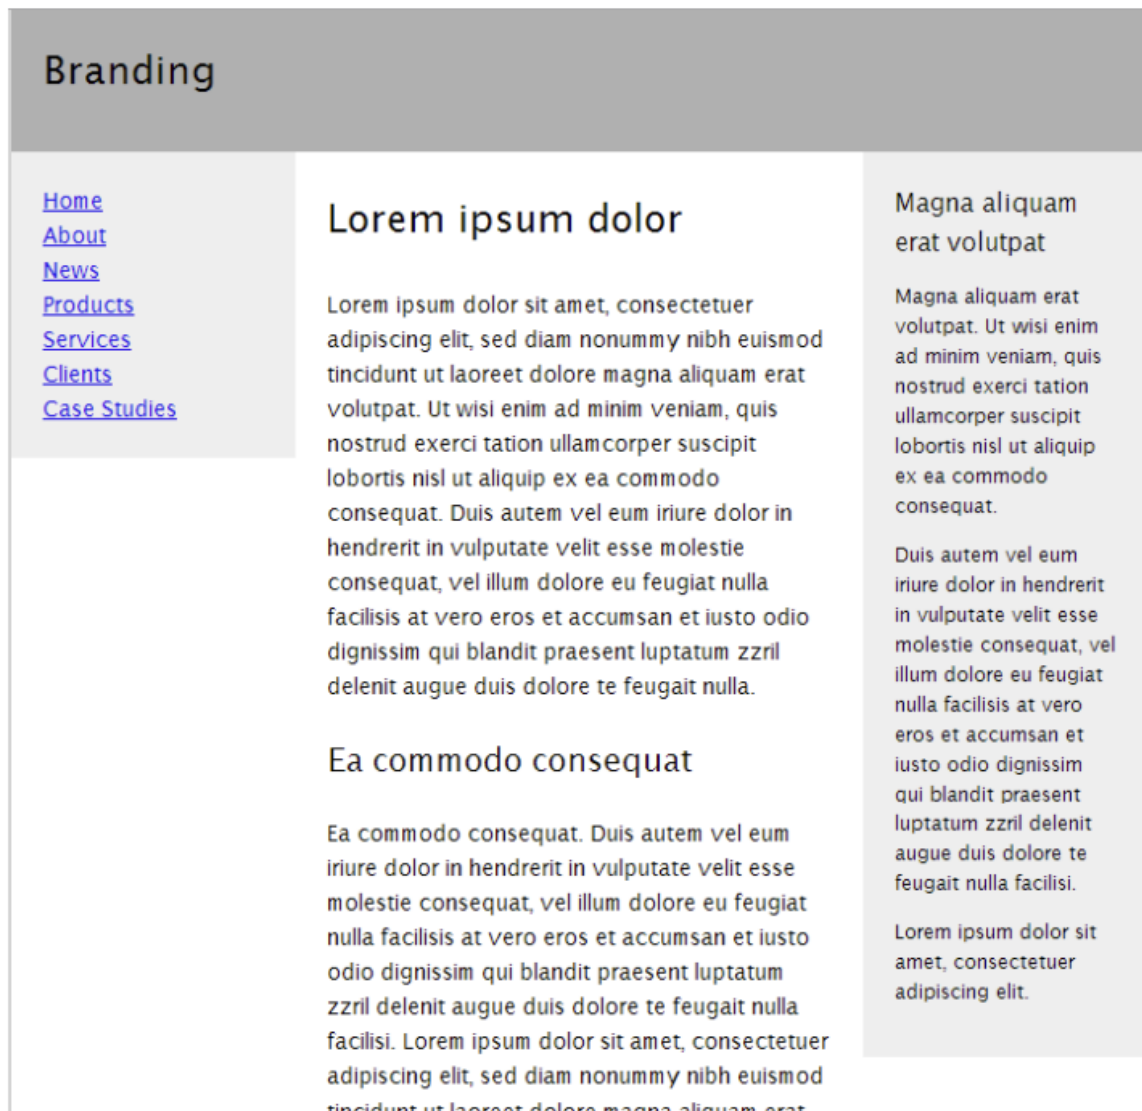 Branding
Home
About
News
Products
Services
Clients
Case Studies
Lorem ipsum dolor
Lorem ipsum dolor sit amet, consectetuer
adipiscing elit, sed diam nonummy nibh euismod
tincidunt ut laoreet dolore magna aliquam erat
volutpat. Ut wisi enim ad minim veniam, quis
nostrud exerci tation ullamcorper suscipit
lobortis nisl ut aliquip ex ea commodo
consequat. Duis autem vel eum iriure dolor in
hendrerit in vulputate velit esse molestie
consequat, vel illum dolore eu feugiat nulla
facilisis at vero eros et accumsan et iusto odio
dignissim qui blandit praesent luptatum zzril
delenit augue duis dolore te feugait nulla.
Ea commodo consequat
Ea commodo consequat. Duis autem vel eum
iriure dolor in hendrerit in vulputate velit esse
molestie consequat, vel illum dolore eu feugiat
nulla facilisis at vero eros et accumsan et iusto
odio dignissim qui blandit praesent luptatum
zzril delenit augue duis dolore te feugait nulla
facilisi. Lorem ipsum dolor sit amet, consectetuer
adipiscing elit, sed diam nonummy nibh euismod
tincidunt ut laoreet dolore magna aliquam erat
Magna aliquam
erat volutpat
Magna aliquam erat
volutpat. Ut wisi enim
ad minim veniam, quis
nostrud exerci tation
ullamcorper suscipit
lobortis nisl ut aliquip
ex ea commodo
consequat.
Duis autem vel eum
iriure dolor in hendrerit
in vulputate velit esse
molestie consequat, vel
illum dolore eu feugiat
nulla facilisis at vero
eros et accumsan et
iusto odio dignissim
qui blandit praesent
luptatum zzril delenit
augue duis dolore te
feugait nulla facilisi.
Lorem ipsum dolor sit
amet, consectetuer
adipiscing elit.